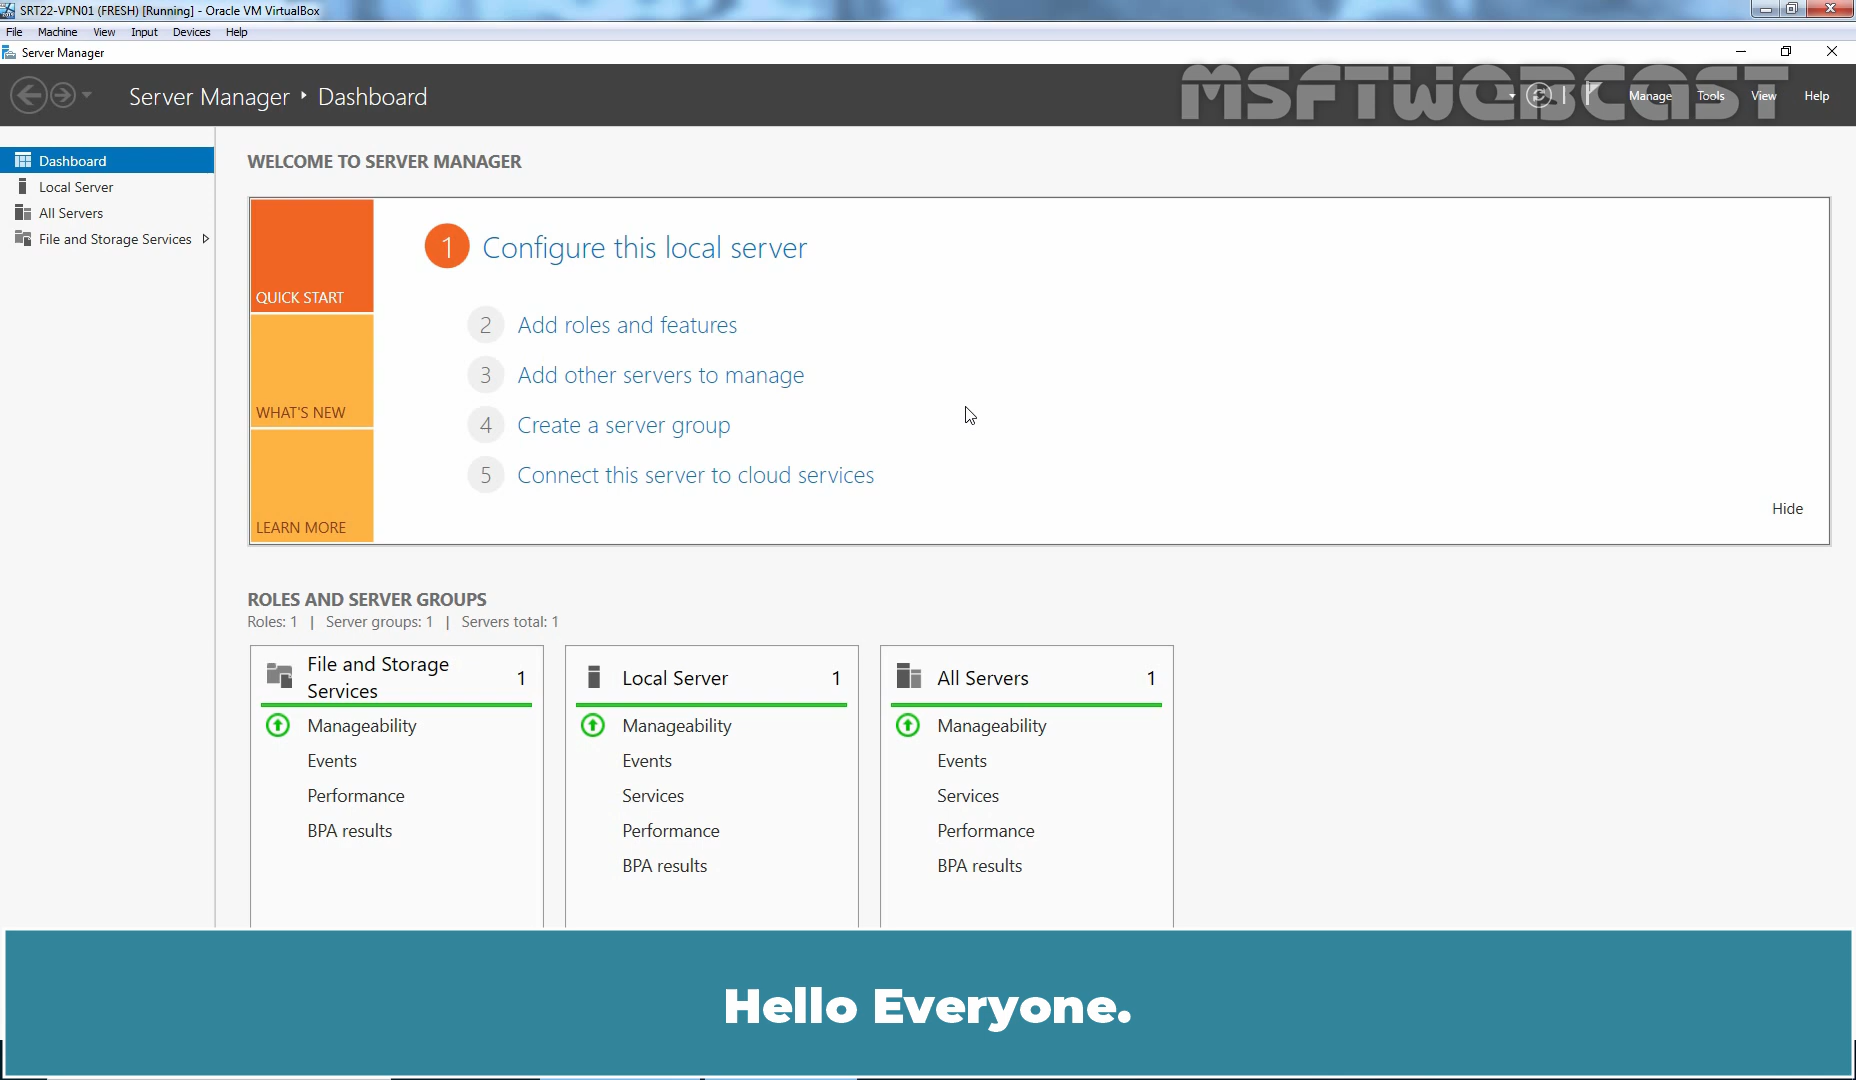 SRT22-VPN01 (FRESH) [Running] - Oracle VM VirtualBox
File Machine View Input Devices Help
Server Manager
Server Manager ‣ Dashboard
MSFTWEBCAST
Manage Tools View Help
Dashboard
Local Server
All Servers
File and Storage Services
WELCOME TO SERVER MANAGER
QUICK START
WHAT'S NEW
LEARN MORE
1 Configure this local server
2 Add roles and features
3 Add other servers to manage
4 Create a server group
5 Connect this server to cloud services
Hide
ROLES AND SERVER GROUPS
Roles: 1 | Server groups: 1 | Servers total: 1
File and Storage
Services 1
Manageability
Events
Performance
BPA results
Local Server 1
Manageability
Events
Services
Performance
BPA results
All Servers 1
Manageability
Events
Services
Performance
BPA results
Hello Everyone.